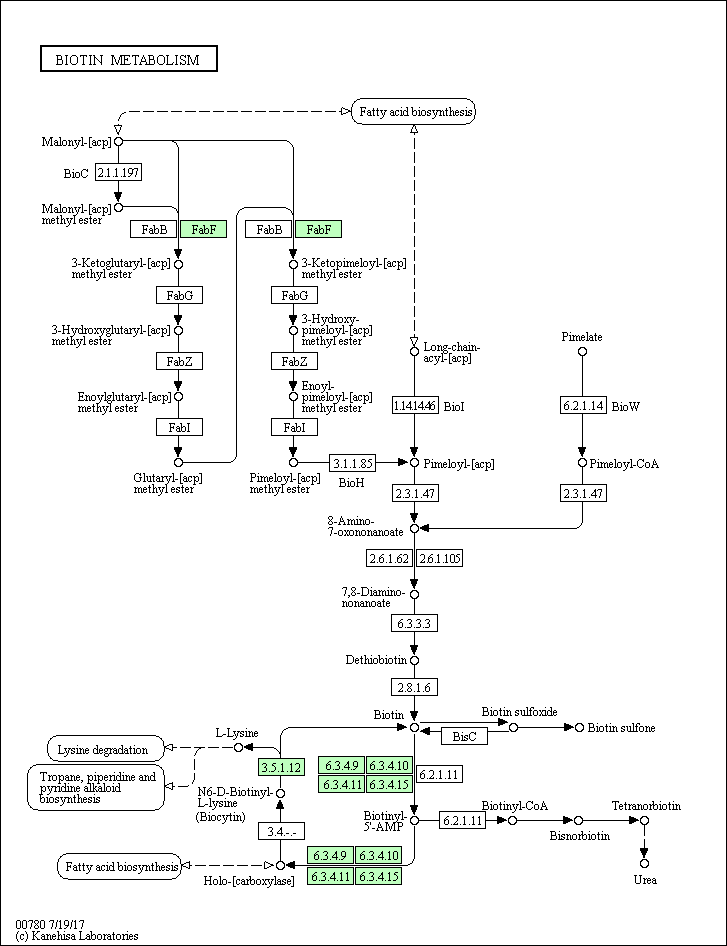 BIOTIN METABOLISM
Fatty acid biosynthesis
Malonyl-[acp]
BioC
2.1.1.197
Malonyl-[acp]
methyl ester
FabB
FabF
FabB
FabF
3-Ketoglutaryl-[acp]
methyl ester
3-Ketopimeloyl-[acp]
methyl ester
FabG
FabG
3-Hydroxyglutaryl-[acp]
methyl ester
3-Hydroxy-
pimeloyl-[acp]
methyl ester
Long-chain-
acyl-[acp]
Pimelate
FabZ
FabZ
Enoylglutaryl-[acp]
methyl ester
Enoyl-
pimeloyl-[acp]
methyl ester
1.14.14.46
BioI
6.2.1.14
BioW
FabI
FabI
Glutaryl-[acp]
methyl ester
Pimeloyl-[acp]
methyl ester
3.1.1.85
BioH
Pimeloyl-[acp]
Pimeloyl-CoA
2.3.1.47
2.3.1.47
8-Amino-
7-oxononanoate
2.6.1.62
2.6.1.105
7,8-Diamino-
nonanoate
6.3.3.3
Dethiobiotin
2.8.1.6
Biotin
Biotin sulfoxide
Biotin sulfone
BisC
L-Lysine
Lysine degradation
Tropane, piperidine and
pyridine alkaloid
biosynthesis
3.5.1.12
6.3.4.9
6.3.4.10
6.3.4.11
6.3.4.15
6.2.1.11
N6-D-Biotinyl-
L-lysine
(Biocytin)
Biotinyl-
5'-AMP
6.2.1.11
Biotinyl-CoA
Bisnorbiotin
Tetranorbiotin
3.4.-.-
Fatty acid biosynthesis
Holo-[carboxylase]
6.3.4.9
6.3.4.10
6.3.4.11
6.3.4.15
Urea
00780 7/19/17
(c) Kanehisa Laboratories